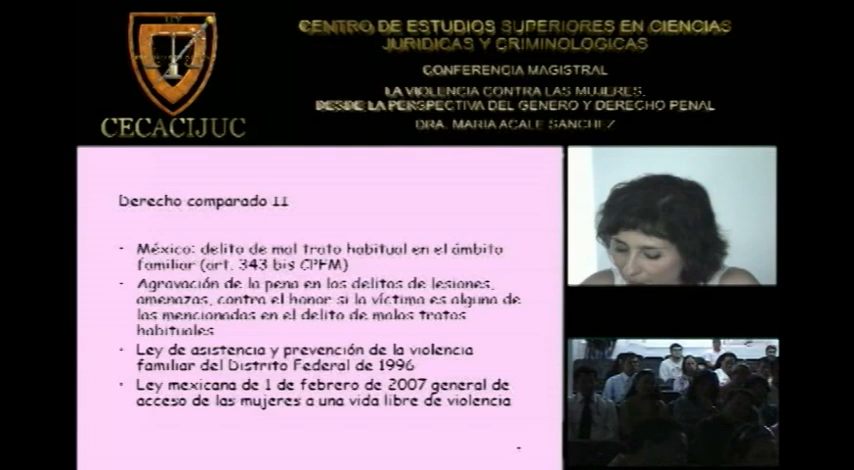 CENTRO DE ESTUDIOS SUPERIORES EN CIENCIAS
JURIDICAS Y CRIMINOLOGICAS
CONFERENCIA MAGISTRAL
LA VIOLENCIA CONTRA LAS MUJERES.
DESDE LA PERSPECTIVA DEL GENERO Y DERECHO PENAL
DRA. MARIA ACALE SANCHEZ
CECACIJUC
Derecho comparado II
- México: delito de mal trato habitual en el ámbito
familiar (art. 343 bis CPFM)
- Agravación de la pena en los delitos de lesiones,
amenazas, contra el honor si la víctima es alguna de
las mencionadas en el delito de malos tratos
habituales
- Ley de asistencia y prevención de la violencia
familiar del Distrito Federal de 1996
- Ley mexicana de 1 de febrero de 2007 general de
acceso de las mujeres a una vida libre de violencia